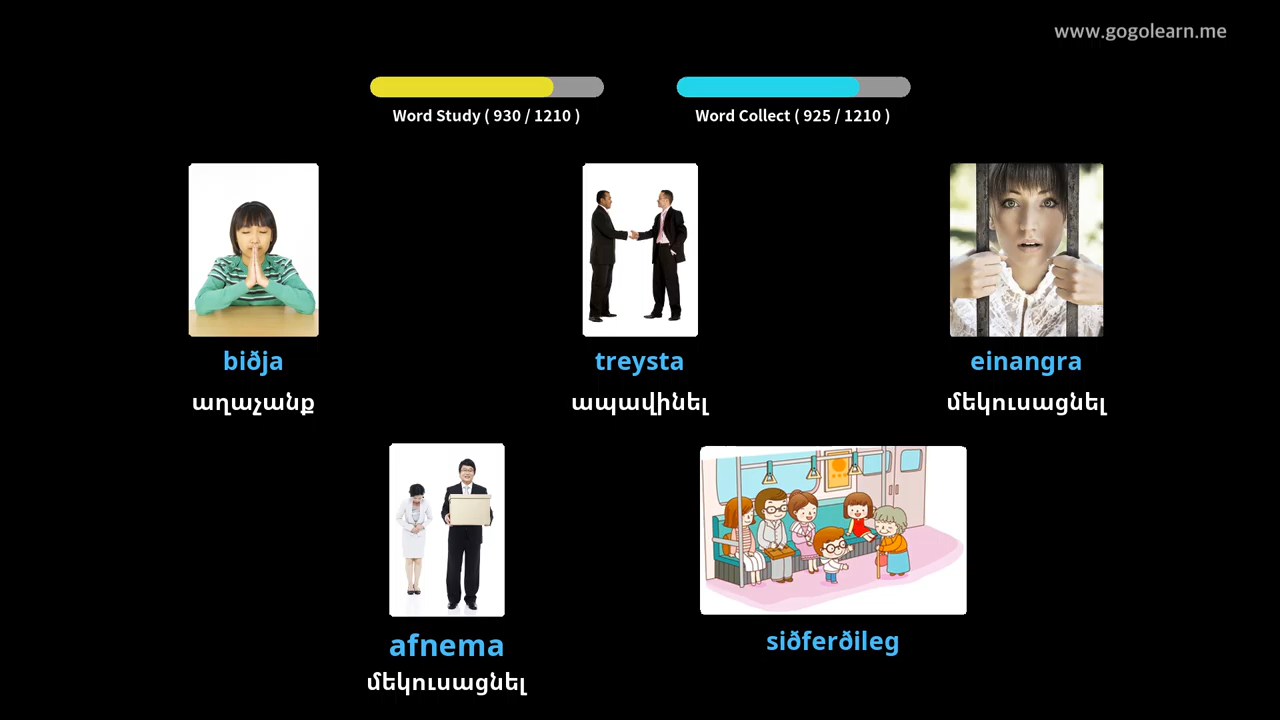 www.gogolearn.me
Word Study ( 930 / 1210 )
Word Collect ( 925 / 1210 )
biðja
treysta
einangra
աղաչանք
ապավինել
մեկուսացնել
afnema
siðferðileg
մեկուսացնել